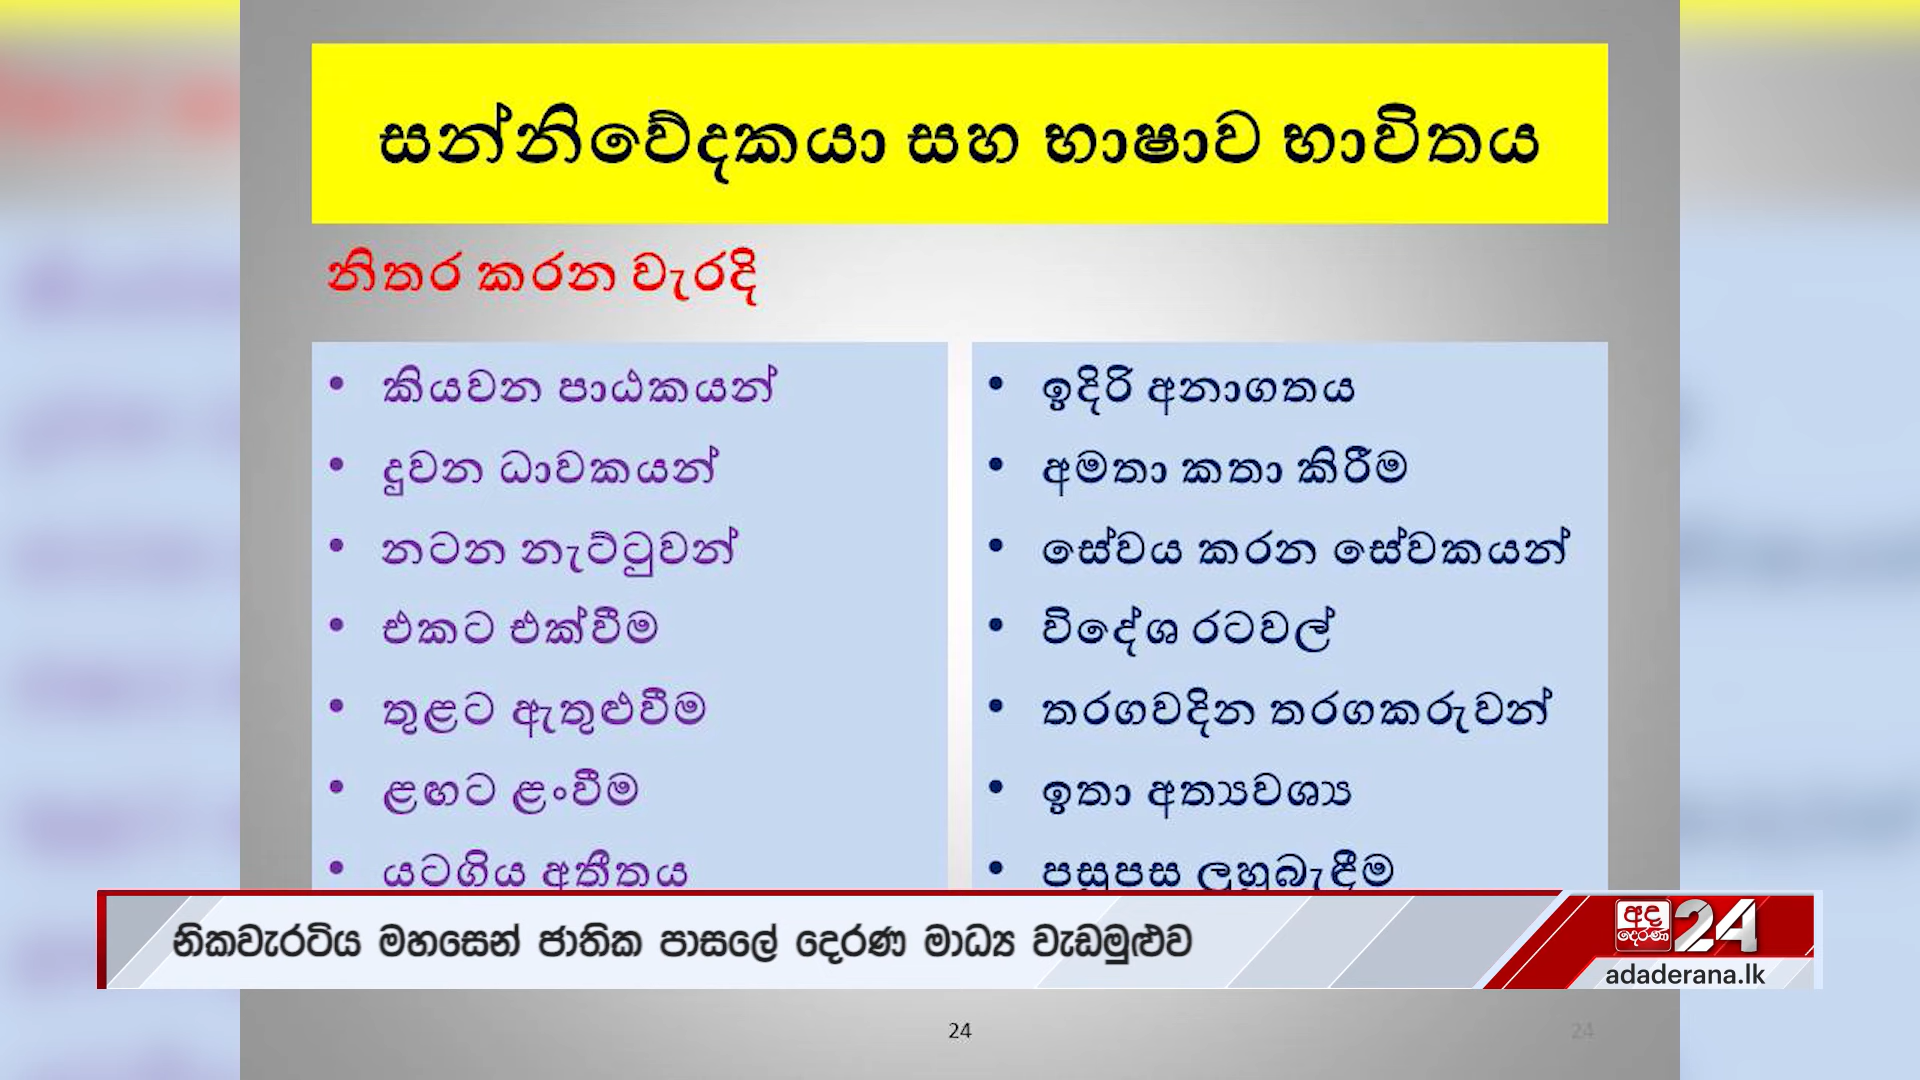 සන්නිවේදකයා සහ භාෂාව භාවිතය
නිතර කරන වැරදි
• කියවන පාඨකයන්
• දුවන ධාවකයන්
• නටන නැට්ටුවන්
• එකට එක්වීම
• තුළට ඇතුළුවීම
• ළඟට ළංවීම
• යටගිය අතීතය
• ඉදිරි අනාගතය
• අමතා කතා කිරීම
• සේවය කරන සේවකයන්
• විදේශ රටවල්
• තරගවදින තරගකරුවන්
• ඉතා අත්‍යවශ්‍ය
• පසුපස ලුහුබැඳීම
නිකවැරටිය මහසෙන් ජාතික පාසලේ දෙරණ මාධ්‍ය වැඩමුළුව
අද දෙරණ 24
adaderana.lk
24
24